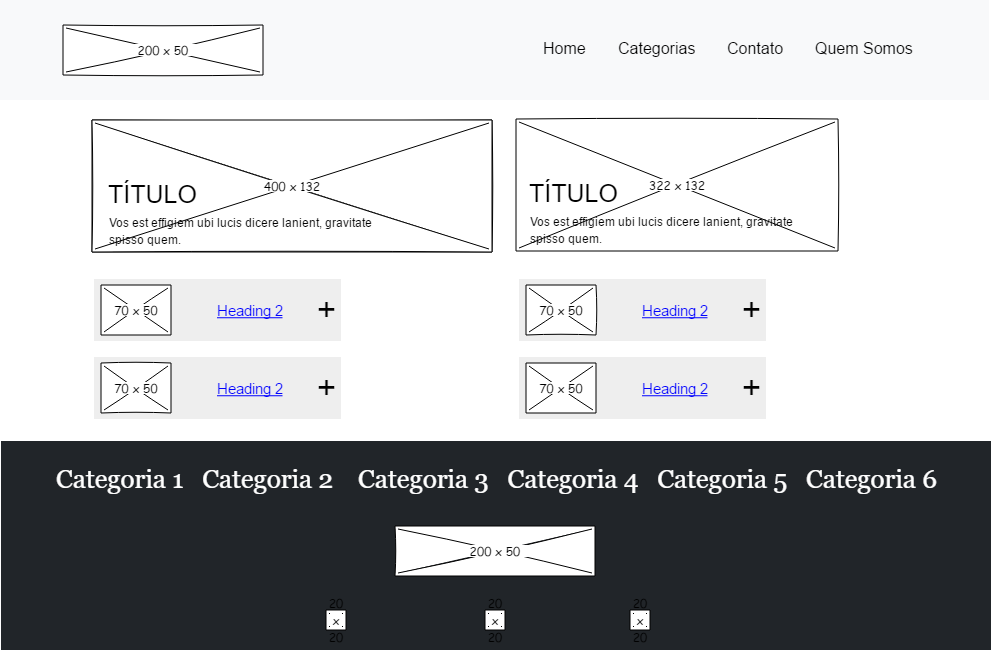 200 x 50
Home Categorias Contato Quem Somos
400 x 132
TÍTULO
Vos est effigiem ubi lucis dicere lanient, gravitate
spisso quem.
322 x 132
TÍTULO
Vos est effigiem ubi lucis dicere lanient, gravitate
spisso quem.
70 x 50 Heading 2 +
70 x 50 Heading 2 +
70 x 50 Heading 2 +
70 x 50 Heading 2 +
Categoria 1 Categoria 2 Categoria 3 Categoria 4 Categoria 5 Categoria 6
200 x 50
20 20 20
x x x
20 20 20